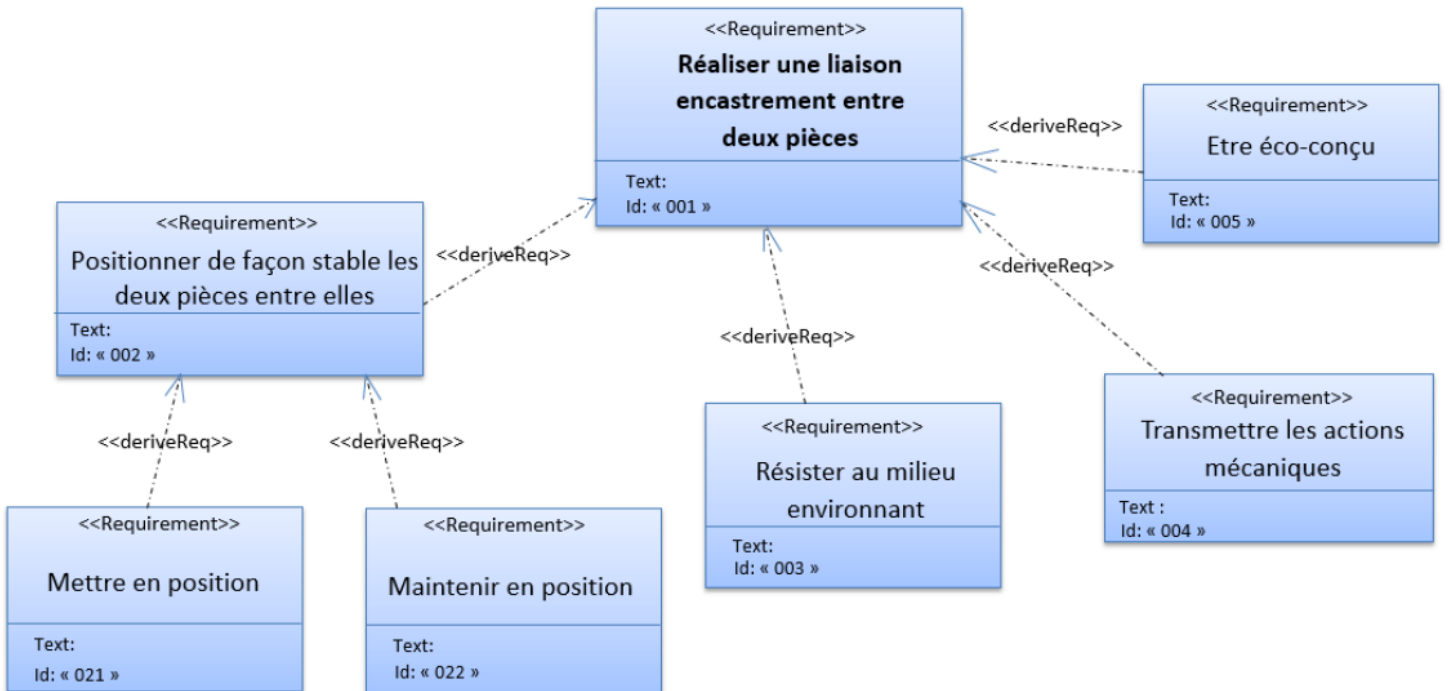 <<Requirement>>
Réaliser une liaison
encastrement entre
deux pièces
Text:
Id: « 001 »
<<deriveReq>>
<<Requirement>>
Etre éco-conçu
Text:
Id: « 005 »
<<Requirement>>
Positionner de façon stable les
deux pièces entre elles
Text:
Id: « 002 »
<<deriveReq>>
<<deriveReq>>
<<deriveReq>>
<<Requirement>>
Transmettre les actions
mécaniques
Text :
Id: « 004 »
<<Requirement>>
Résister au milieu
environnant
Text:
Id: « 003 »
<<deriveReq>>
<<deriveReq>>
<<Requirement>>
Mettre en position
Text:
Id: « 021 »
<<Requirement>>
Maintenir en position
Text:
Id: « 022 »